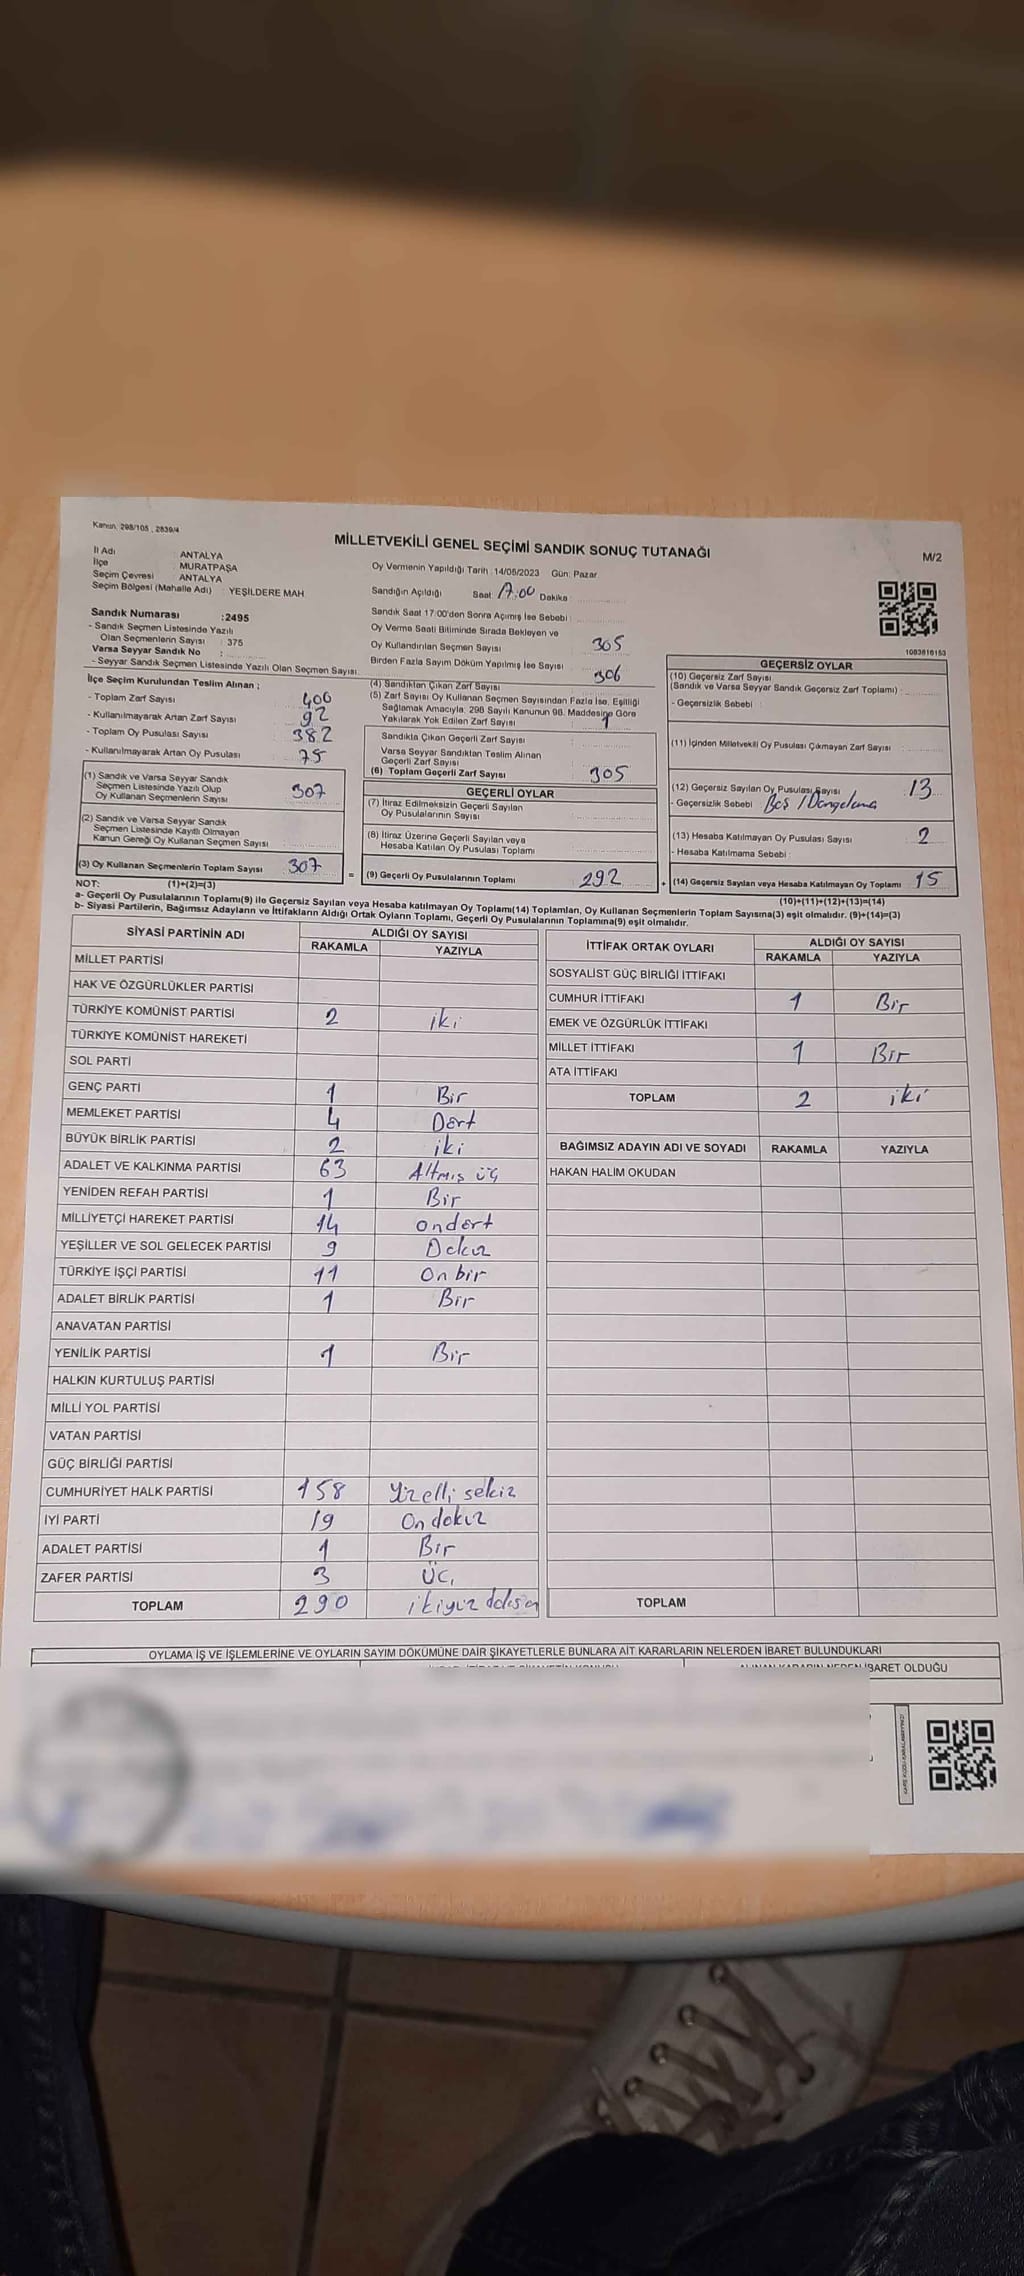 Kanun: 298/105 , 2839/4
MİLLETVEKİLİ GENEL SEÇİMİ SANDIK SONUÇ TUTANAĞI
M/2
İl Adı : ANTALYA
İlçe : MURATPAŞA
Seçim Çevresi : ANTALYA
Seçim Bölgesi (Mahalle Adı) : YEŞİLDERE MAH.
Sandık Numarası :2495
- Sandık Seçmen Listesinde Yazılı
Olan Seçmenlerin Sayısı : 375
Varsa Seyyar Sandık No :
- Seyyar Sandık Seçmen Listesinde Yazılı Olan Seçmen Sayısı
Oy Vermenin Yapıldığı Tarih :14/05/2023 Gün: Pazar
Sandığın Açıldığı Saat 17:00 Dakika :
Sandık Saat 17:00'den Sonra Açımış İse Sebebi :
Oy Verme Saati Bitiminde Sırada Bekleyen ve
Oy Kullandırılan Seçmen Sayısı 305
Birden Fazla Sayım Döküm Yapılmış İse Sayısı
1083616153
İlçe Seçim Kurulundan Teslim Alınan ;
- Toplam Zarf Sayısı 400
- Kullanılmayarak Artan Zarf Sayısı 92
- Toplam Oy Pusulası Sayısı 382
- Kullanılmayarak Artan Oy Pusulası 75
(1) Sandık ve Varsa Seyyar Sandık
Seçmen Listesinde Yazılı Olup
Oy Kullanan Seçmenlerin Sayısı 307
(2) Sandık ve Varsa Seyyar Sandık
Seçmen Listesinde Kayıtlı Olmayan
Kanun Gereği Oy Kullanan Seçmen Sayısı :
(3) Oy Kullanan Seçmenlerin Toplam Sayısı 307
(4) Sandıktan Çıkan Zarf Sayısı 306
(5) Zarf Sayısı Oy Kullanan Seçmen Sayısından Fazla İse, Eşitliği
Sağlamak Amacıyla, 298 Sayılı Kanunun 98. Maddesine Göre
Yakılarak Yok Edilen Zarf Sayısı 1
Sandıkta Çıkan Geçerli Zarf Sayısı :
Varsa Seyyar Sandıktan Teslim Alınan
Geçerli Zarf Sayısı
(6) Toplam Geçerli Zarf Sayısı 305
GEÇERLİ OYLAR
(7) İtiraz Edilmeksizin Geçerli Sayılan
Oy Pusulalarının Sayısı
(8) İtiraz Üzerine Geçerli Sayılan veya
Hesaba Katılan Oy Pusulası Toplamı
= (9) Geçerli Oy Pusulalarının Toplamı 292
GEÇERSİZ OYLAR
(10) Geçersiz Zarf Sayısı
(Sandık ve Varsa Seyyar Sandık Geçersiz Zarf Toplamı) :
- Geçersizlik Sebebi :
(11) İçinden Milletvekili Oy Pusulası Çıkmayan Zarf Sayısı
(12) Geçersiz Sayılan Oy Pusulası Sayısı : 13
- Geçersizlik Sebebi
(13) Hesaba Katılmayan Oy Pusulası Sayısı : 2
- Hesaba Katılmama Sebebi :
+ (14) Geçersiz Sayılan veya Hesaba Katılmayan Oy Toplamı 15
NOT: (1)+(2)=(3)
(10)+(11)+(12)+(13)=(14)
a- Geçerli Oy Pusulalarının Toplamı(9) ile Geçersiz Sayılan veya Hesaba katılmayan Oy Toplamı(14) Toplamları, Oy Kullanan Seçmenlerin Toplam Sayısına(3) eşit olmalıdır. (9)+(14)=(3)
b- Siyasi Partilerin, Bağımsız Adayların ve İttifakların Aldığı Ortak Oyların Toplamı, Geçerli Oy Pusulalarının Toplamına(9) eşit olmalıdır.
SİYASİ PARTİNİN ADI ALDIĞI OY SAYISI
RAKAMLA YAZIYLA
MİLLET PARTİSİ
HAK VE ÖZGÜRLÜKLER PARTİSİ
TÜRKİYE KOMÜNİST PARTİSİ 2 iki
TÜRKİYE KOMÜNİST HAREKETİ
SOL PARTİ
GENÇ PARTİ 1 Bir
MEMLEKET PARTİSİ 4 Dört
BÜYÜK BİRLİK PARTİSİ 2 iki
ADALET VE KALKINMA PARTİSİ 63 Altmış üç
YENİDEN REFAH PARTİSİ 1 Bir
MİLLİYETÇİ HAREKET PARTİSİ 14 ondört
YEŞİLLER VE SOL GELECEK PARTİSİ 9 Dokuz
TÜRKİYE İŞÇİ PARTİSİ 11 On bir
ADALET BİRLİK PARTİSİ 1 Bir
ANAVATAN PARTİSİ
YENİLİK PARTİSİ 1 Bir
HALKIN KURTULUŞ PARTİSİ
MİLLİ YOL PARTİSİ
VATAN PARTİSİ
GÜÇ BİRLİĞİ PARTİSİ
CUMHURİYET HALK PARTİSİ 158 Yüzelli sekiz
İYİ PARTİ 19 On dokuz
ADALET PARTİSİ 1 Bir
ZAFER PARTİSİ 3 Üç
TOPLAM 290 ikiyüz doksan
İTTİFAK ORTAK OYLARI ALDIĞI OY SAYISI
RAKAMLA YAZIYLA
SOSYALİST GÜÇ BİRLİĞİ İTTİFAKI
CUMHUR İTTİFAKI 1 Bir
EMEK VE ÖZGÜRLÜK İTTİFAKI
MİLLET İTTİFAKI 1 Bir
ATA İTTİFAKI
TOPLAM 2 iki
BAĞIMSIZ ADAYIN ADI VE SOYADI RAKAMLA YAZIYLA
HAKAN HALİM OKUDAN
TOPLAM
OYLAMA İŞ VE İŞLEMLERİNE VE OYLARIN SAYIM DÖKÜMÜNE DAİR ŞİKAYETLERLE BUNLARA AİT KARARLARIN NELERDEN İBARET BULUNDUKLARI
ALINAN KARARIN NEDEN İBARET OLDUĞU